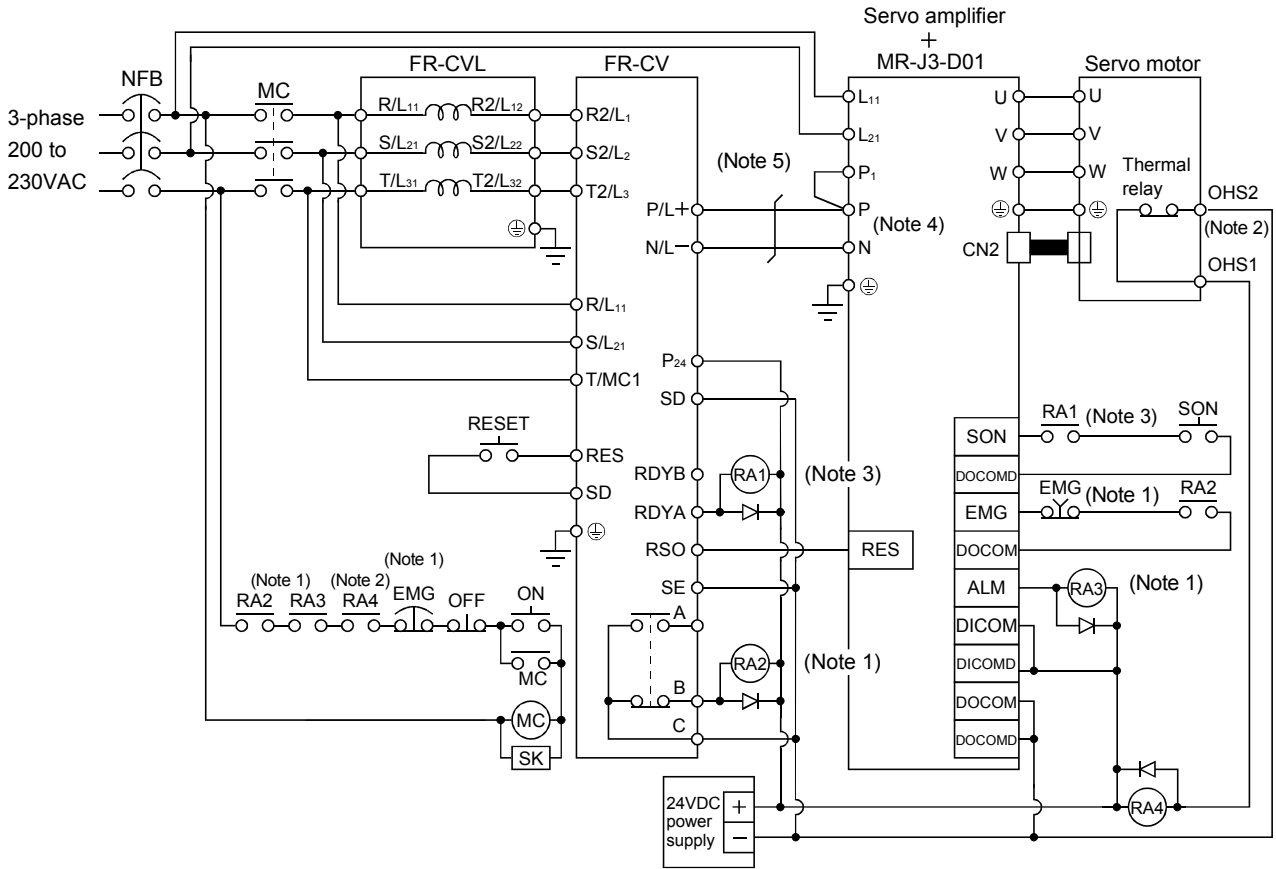 Servo amplifier
+
MR-J3-D01
NFB
MC
FR-CVL
FR-CV
Servo motor
3-phase
200 to
230VAC
R/L11
R2/L12
R2/L1
S/L21
S2/L22
S2/L2
T/L31
T2/L32
T2/L3
L11
L21
P1
P
(Note 4)
N
(Note 5)
P/L+
N/L−
U
V
W
U
V
W
CN2
Thermal
relay
OHS2
(Note 2)
OHS1
R/L11
S/L21
T/MC1
P24
SD
RESET
RES
SD
RDYB
RDYA
RA1
(Note 3)
RSO
RES
SE
A
B
C
RA2
(Note 1)
SON
RA1
(Note 3)
SON
DOCOMD
EMG
EMG
(Note 1)
RA2
DOCOM
ALM
RA3
(Note 1)
DICOM
DICOMD
DOCOM
DOCOMD
(Note 1)
RA2
RA3
(Note 2)
RA4
(Note 1)
EMG
OFF
ON
MC
MC
SK
24VDC
power
supply
+
−
RA4